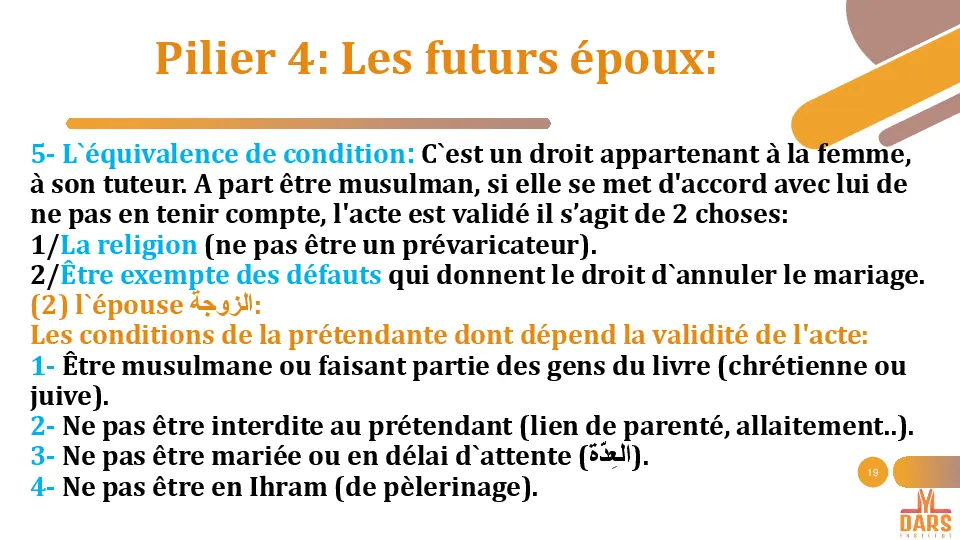 Pilier 4: Les futurs époux:
5- L`équivalence de condition: C`est un droit appartenant à la femme,
à son tuteur. A part être musulman, si elle se met d'accord avec lui de
ne pas en tenir compte, l'acte est validé il s’agit de 2 choses:
1/La religion (ne pas être un prévaricateur).
2/Être exempte des défauts qui donnent le droit d`annuler le mariage.
(2) l`épouse الزوجة:
Les conditions de la prétendante dont dépend la validité de l'acte:
1- Être musulmane ou faisant partie des gens du livre (chrétienne ou
juive).
2- Ne pas être interdite au prétendant (lien de parenté, allaitement..).
3- Ne pas être mariée ou en délai d`attente (العِدّة).
4- Ne pas être en Ihram (de pèlerinage).
19
DARS
INSTITUT